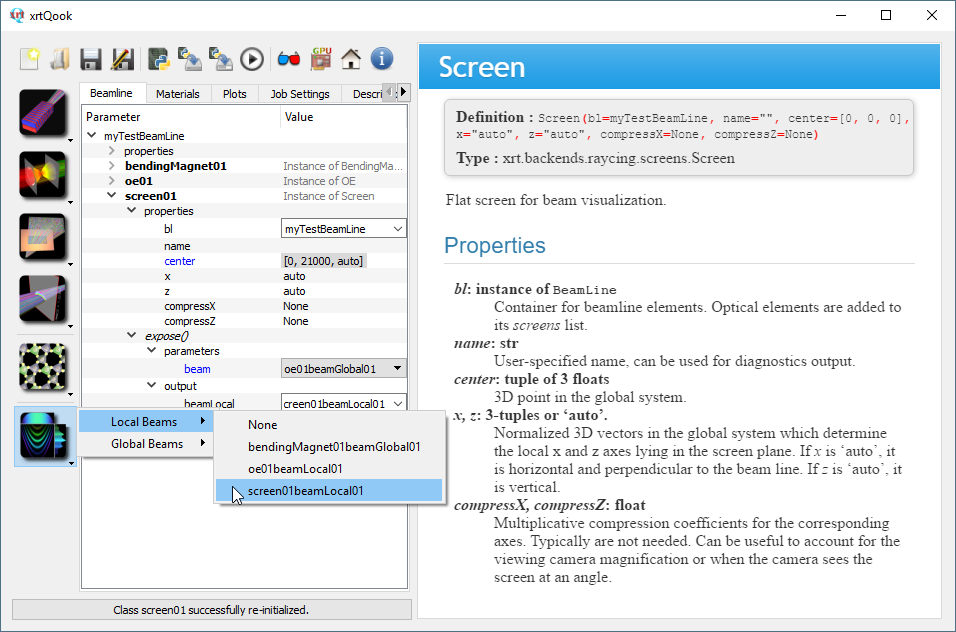 xrtQook
GPU
Beamline
Materials
Plots
Job Settings
Descri
Parameter
Value
myTestBeamLine
properties
bendingMagnet01
Instance of BendingMa...
oe01
Instance of OE
screen01
Instance of Screen
properties
bl
myTestBeamLine
name
center
[0, 21000, auto]
x
auto
z
auto
compressX
None
compressZ
None
expose()
parameters
beam
oe01beamGlobal01
output
beamLocal
creen01beamLocal01
Local Beams
Global Beams
None
bendingMagnet01beamGlobal01
oe01beamLocal01
screen01beamLocal01
Class screen01 successfully re-initialized.
Screen
Definition : Screen(bl=myTestBeamLine, name="", center=[0, 0, 0],
x="auto", z="auto", compressX=None, compressZ=None)
Type : xrt.backends.raycing.screens.Screen
Flat screen for beam visualization.
Properties
bl: instance of BeamLine
Container for beamline elements. Optical elements are added to
its screens list.
name: str
User-specified name, can be used for diagnostics output.
center: tuple of 3 floats
3D point in the global system.
x, z: 3-tuples or ‘auto’.
Normalized 3D vectors in the global system which determine
the local x and z axes lying in the screen plane. If x is ‘auto’, it
is horizontal and perpendicular to the beam line. If z is ‘auto’, it
is vertical.
compressX, compressZ: float
Multiplicative compression coefficients for the corresponding
axes. Typically are not needed. Can be useful to account for the
viewing camera magnification or when the camera sees the
screen at an angle.